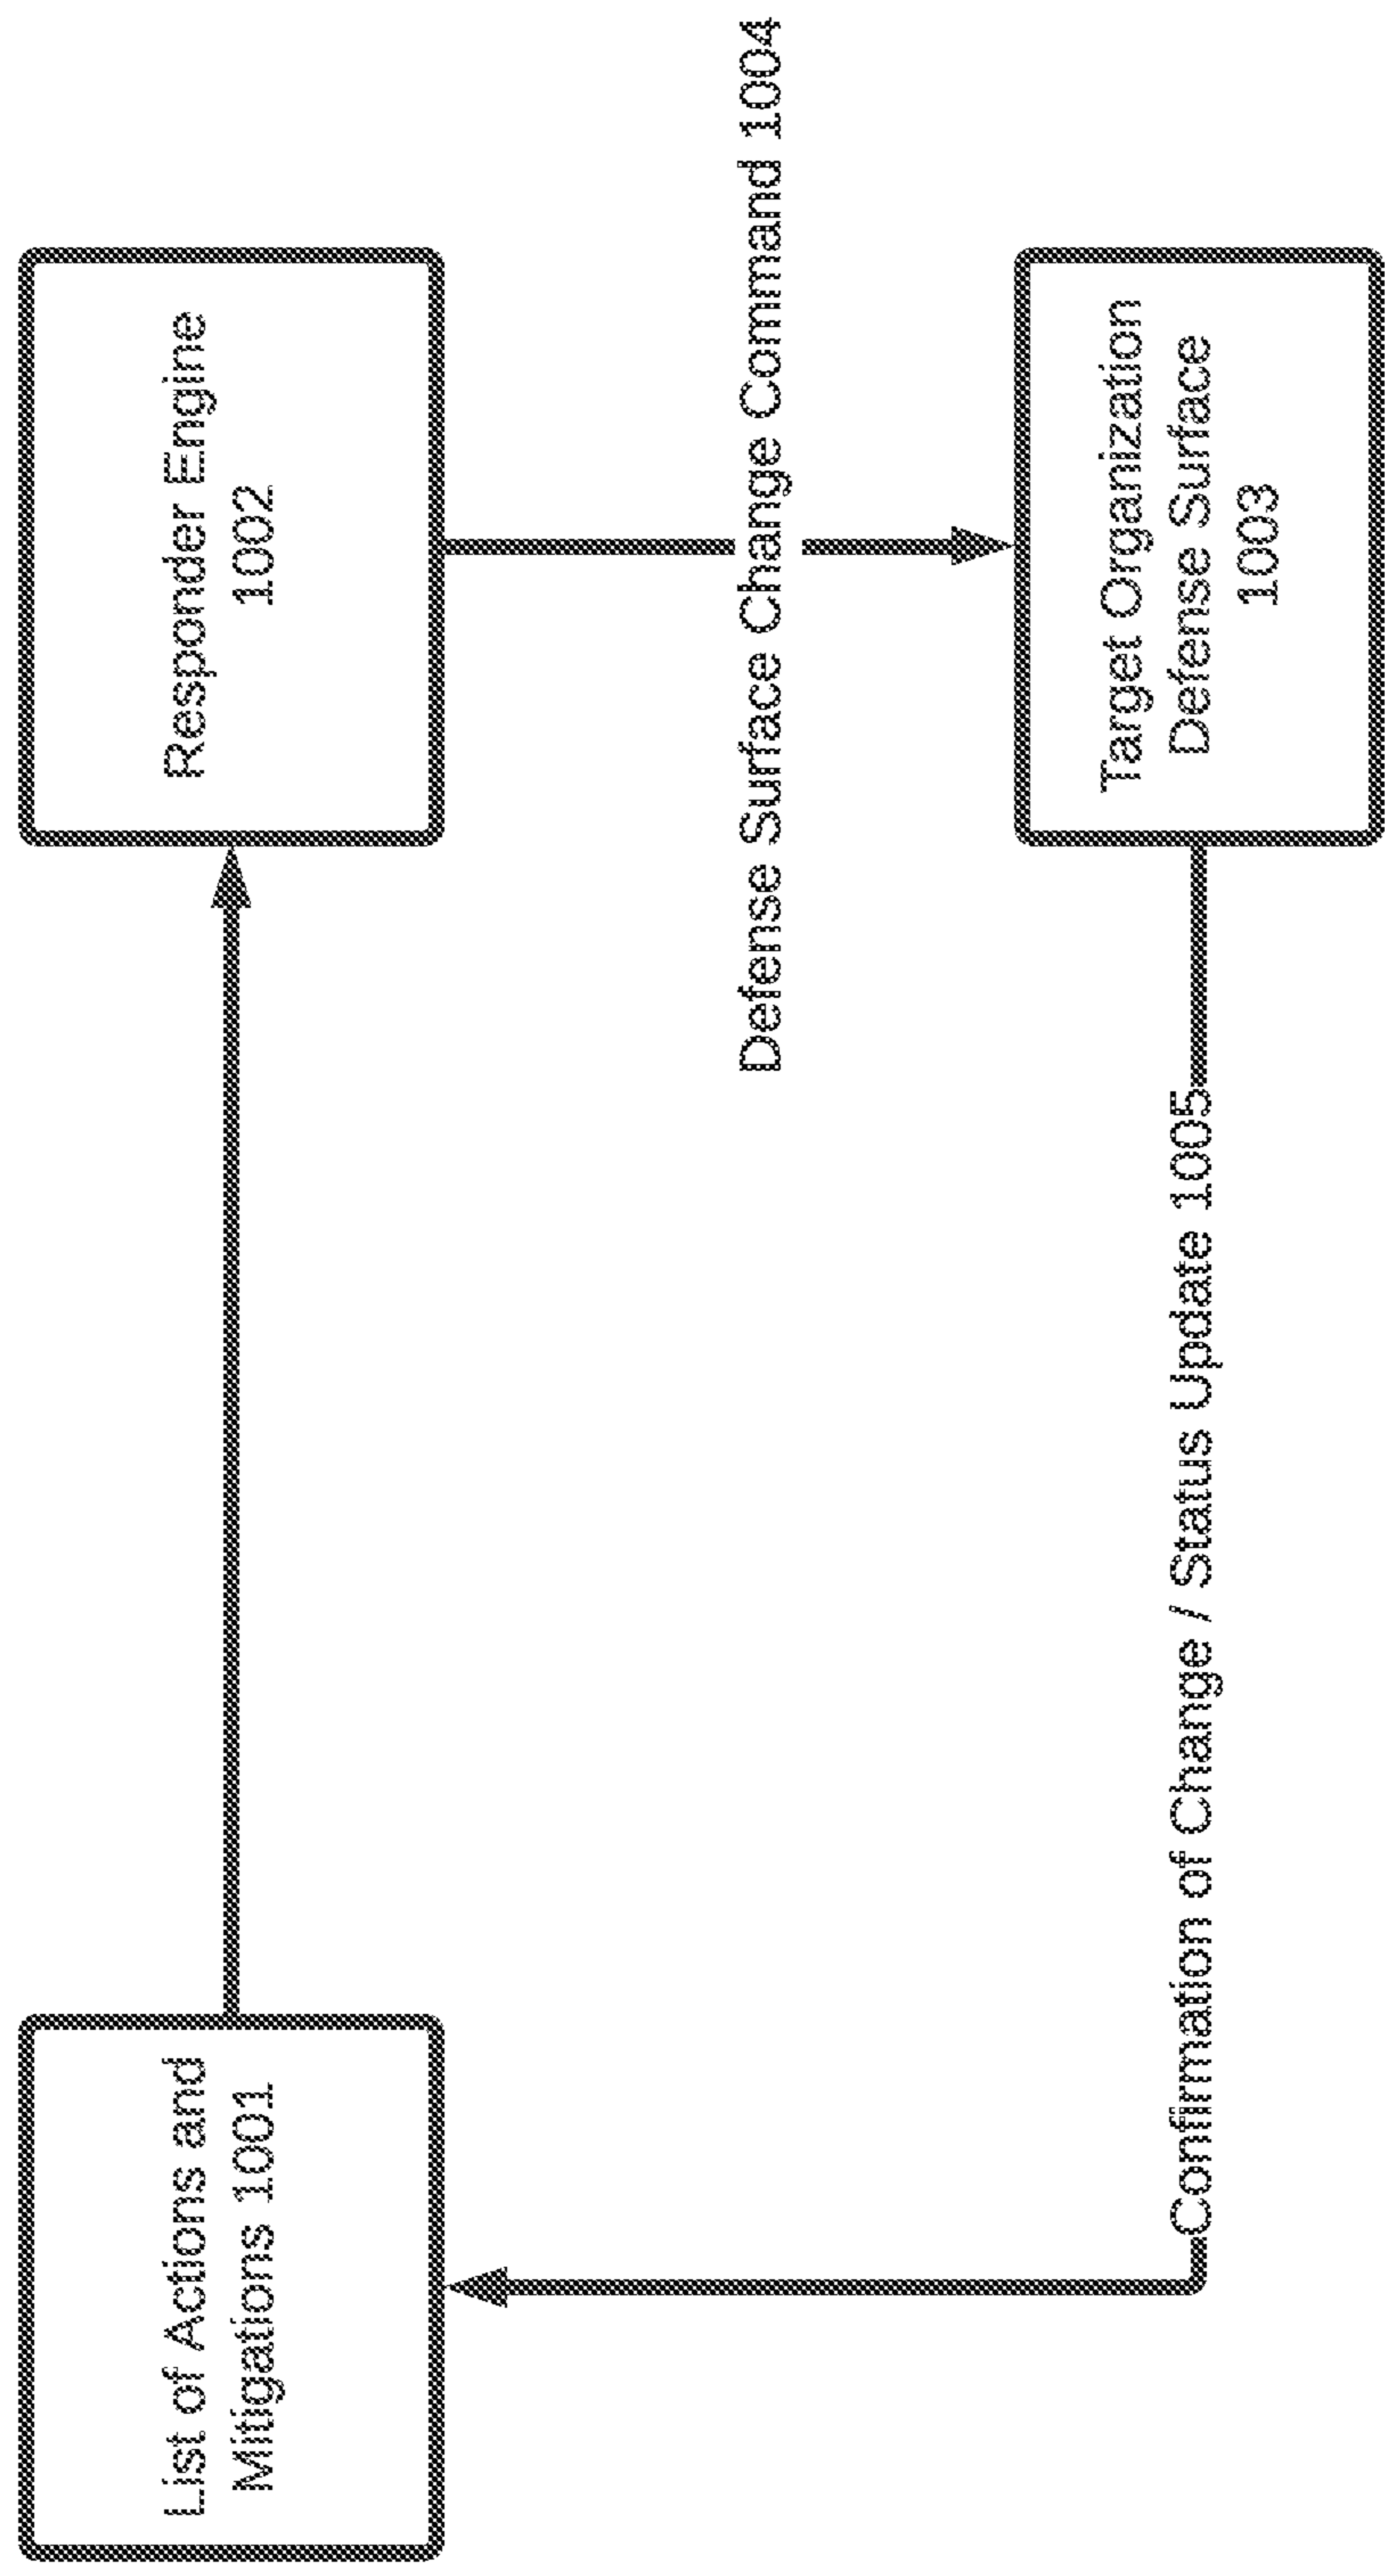 List of Actions and
Mitigations 1001
Responder Engine
1002
Defense Surface Change Command 1004
Target Organization
Defense Surface
1003
Confirmation of Change / Status Update 1005